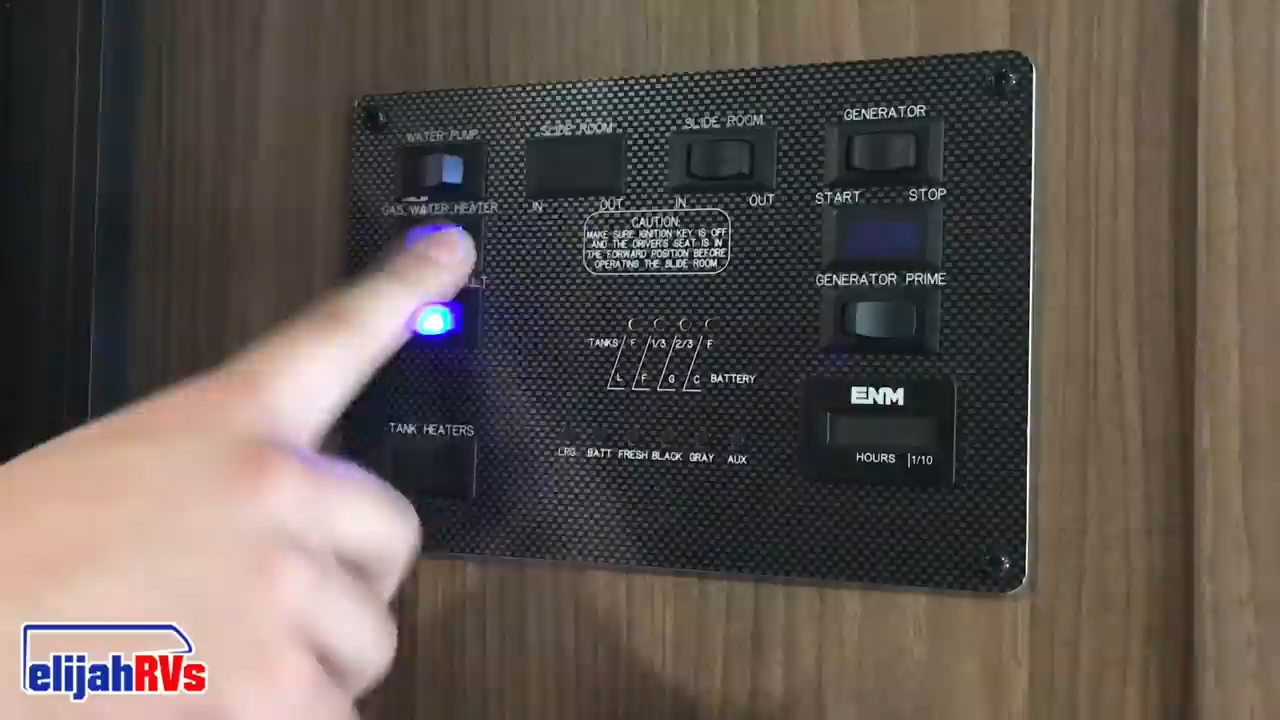 WATER PUMP
SLIDE ROOM
SLIDE ROOM
GENERATOR
IN
OUT
IN
OUT
START
STOP
GAS WATER HEATER
CAUTION:
MAKE SURE IGNITION KEY IS OFF
AND THE DRIVER'S SEAT IS IN
THE FORWARD POSITION BEFORE
OPERATING THE SLIDE ROOM
GENERATOR PRIME
TANKS F 1/3 2/3 F
L F G C BATTERY
ENM
HOURS 1/10
TANK HEATERS
LPG BATT FRESH BLACK GRAY AUX
elijahRVs